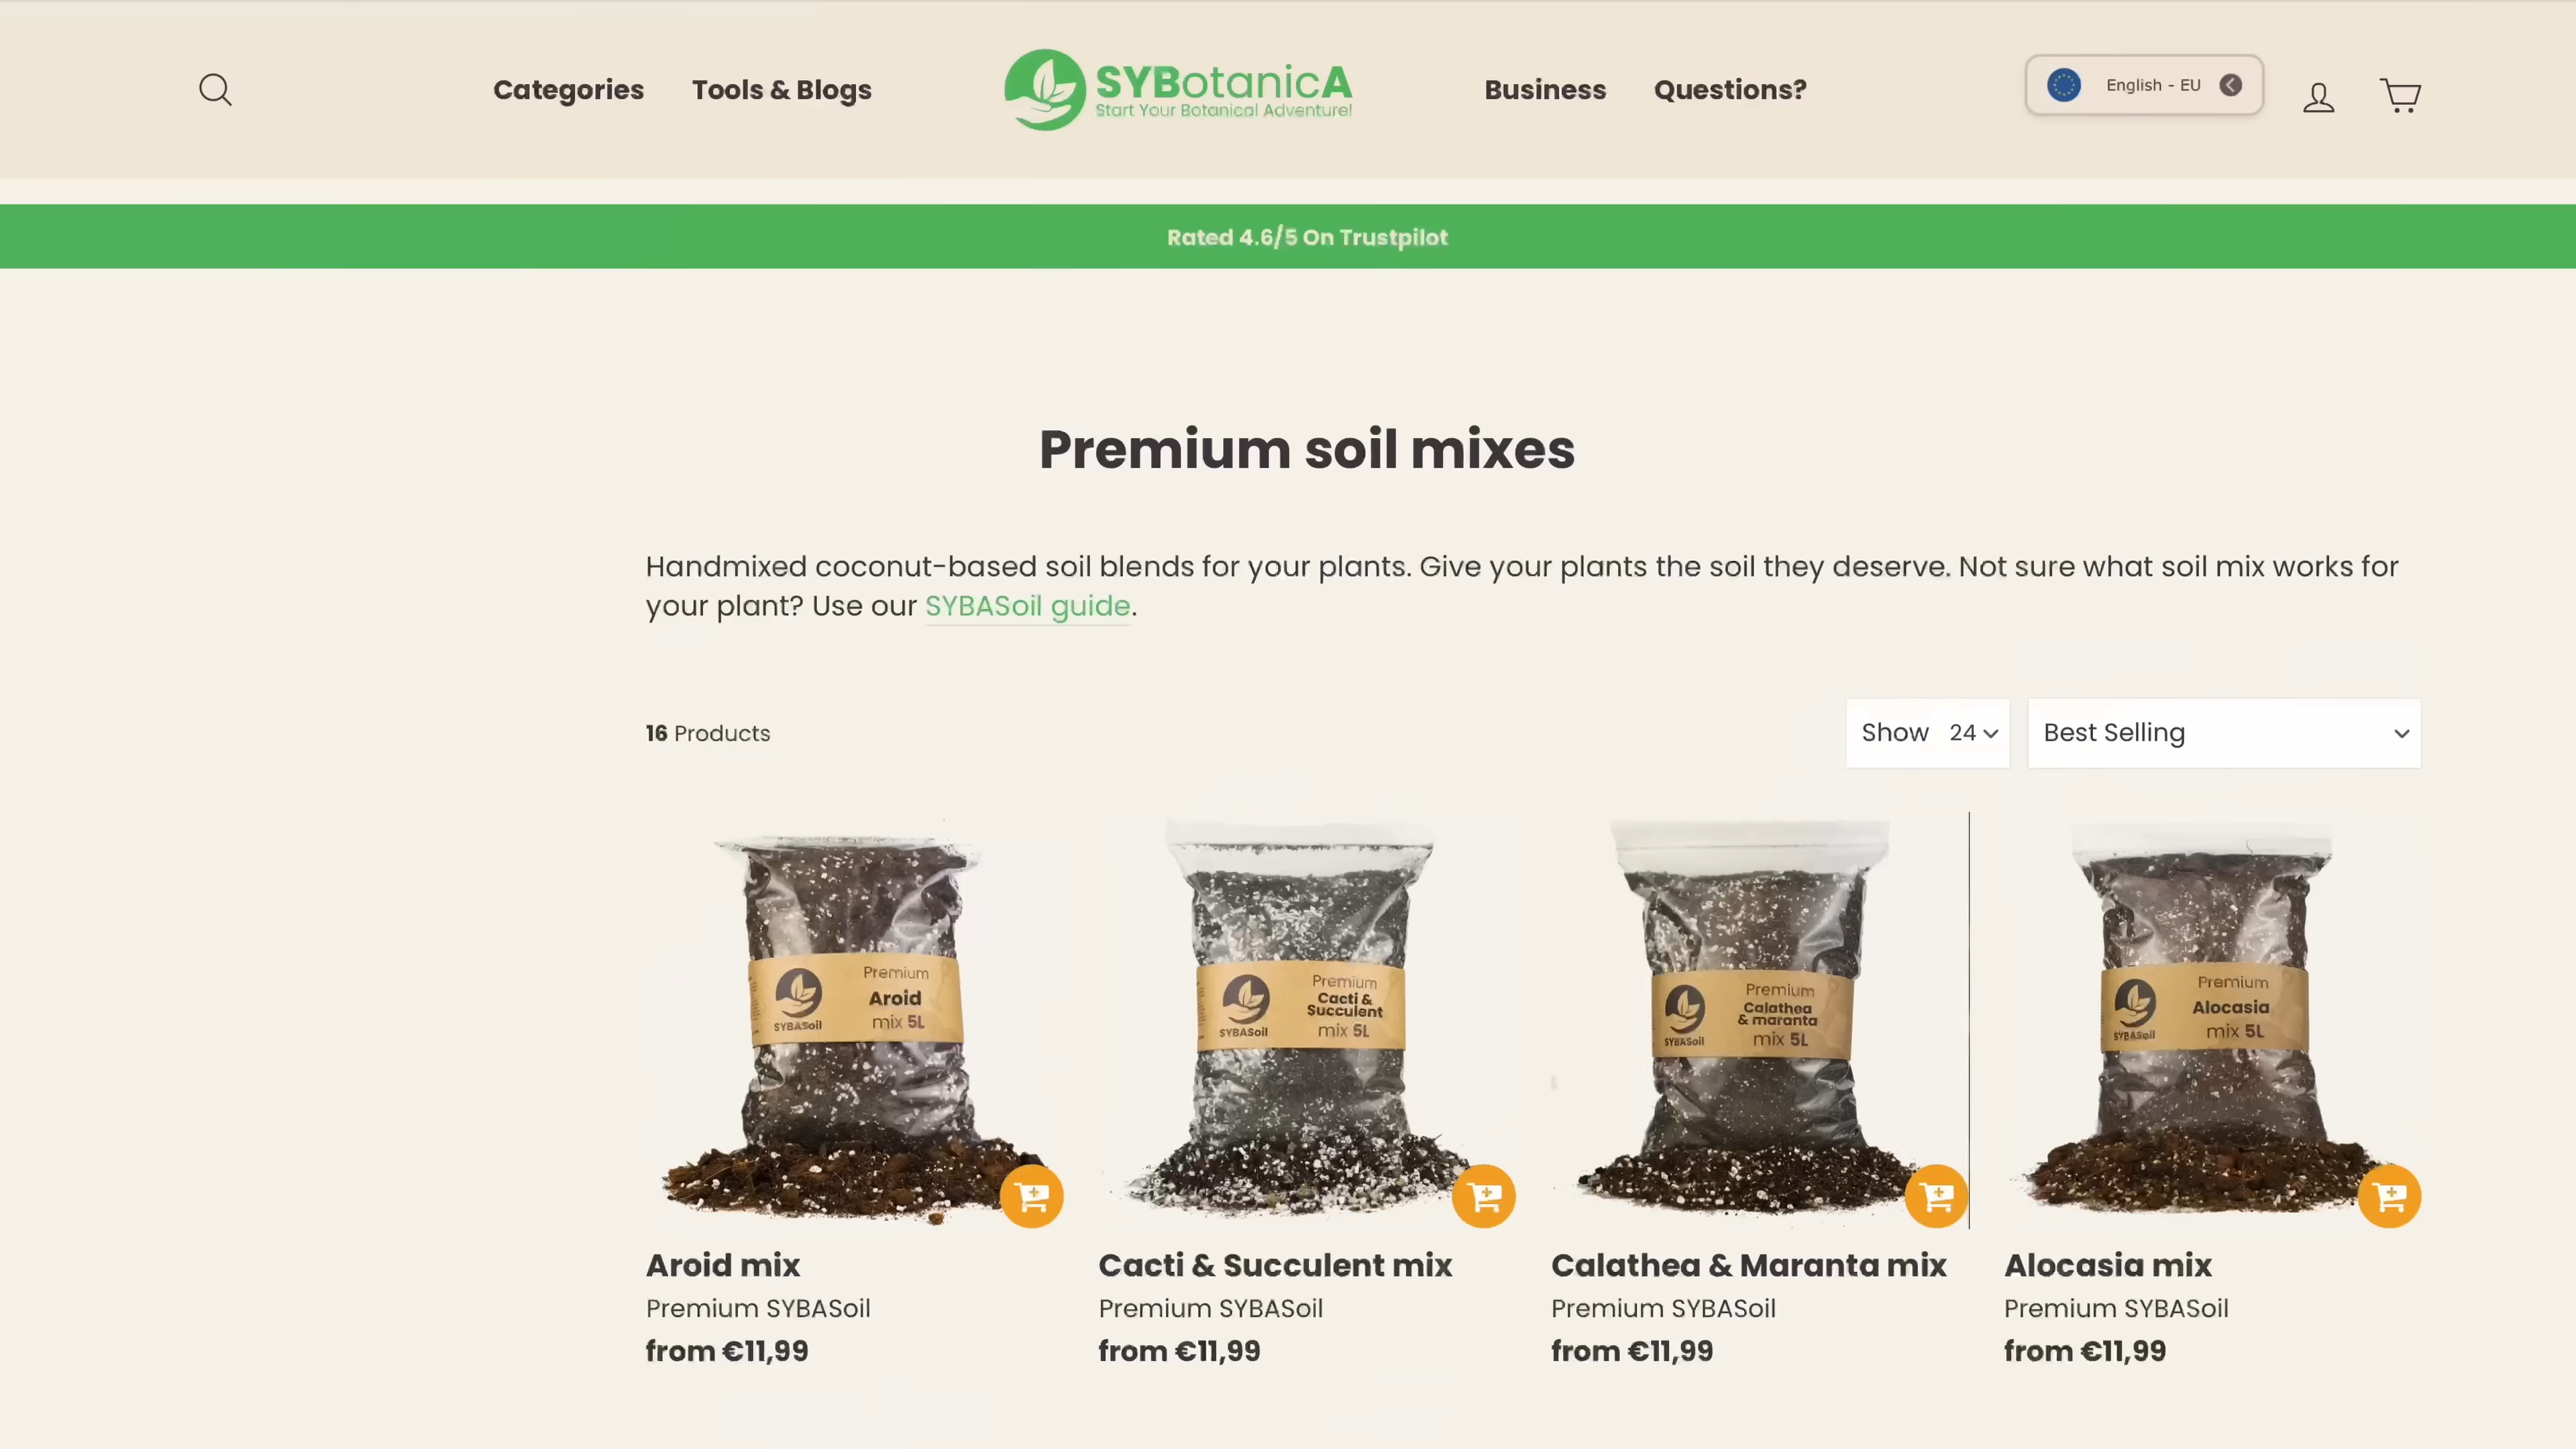 Categories
Tools & Blogs
SYBotanicA
Start Your Botanical Adventure!
Business
Questions?
English - EU
Rated 4.6/5 On Trustpilot
Premium soil mixes
Handmixed coconut-based soil blends for your plants. Give your plants the soil they deserve. Not sure what soil mix works for
your plant? Use our SYBASoil guide.
16 Products
Show 24
Best Selling
SYBASoil
Premium
Aroid
mix 5L
SYBASoil
Premium
Cacti &
Succulent
mix 5L
SYBASoil
Premium
Calathea
& maranta
mix 5L
SYBASoil
Premium
Alocasia
mix 5L
Aroid mix
Premium SYBASoil
from €11,99
Cacti & Succulent mix
Premium SYBASoil
from €11,99
Calathea & Maranta mix
Premium SYBASoil
from €11,99
Alocasia mix
Premium SYBASoil
from €11,99